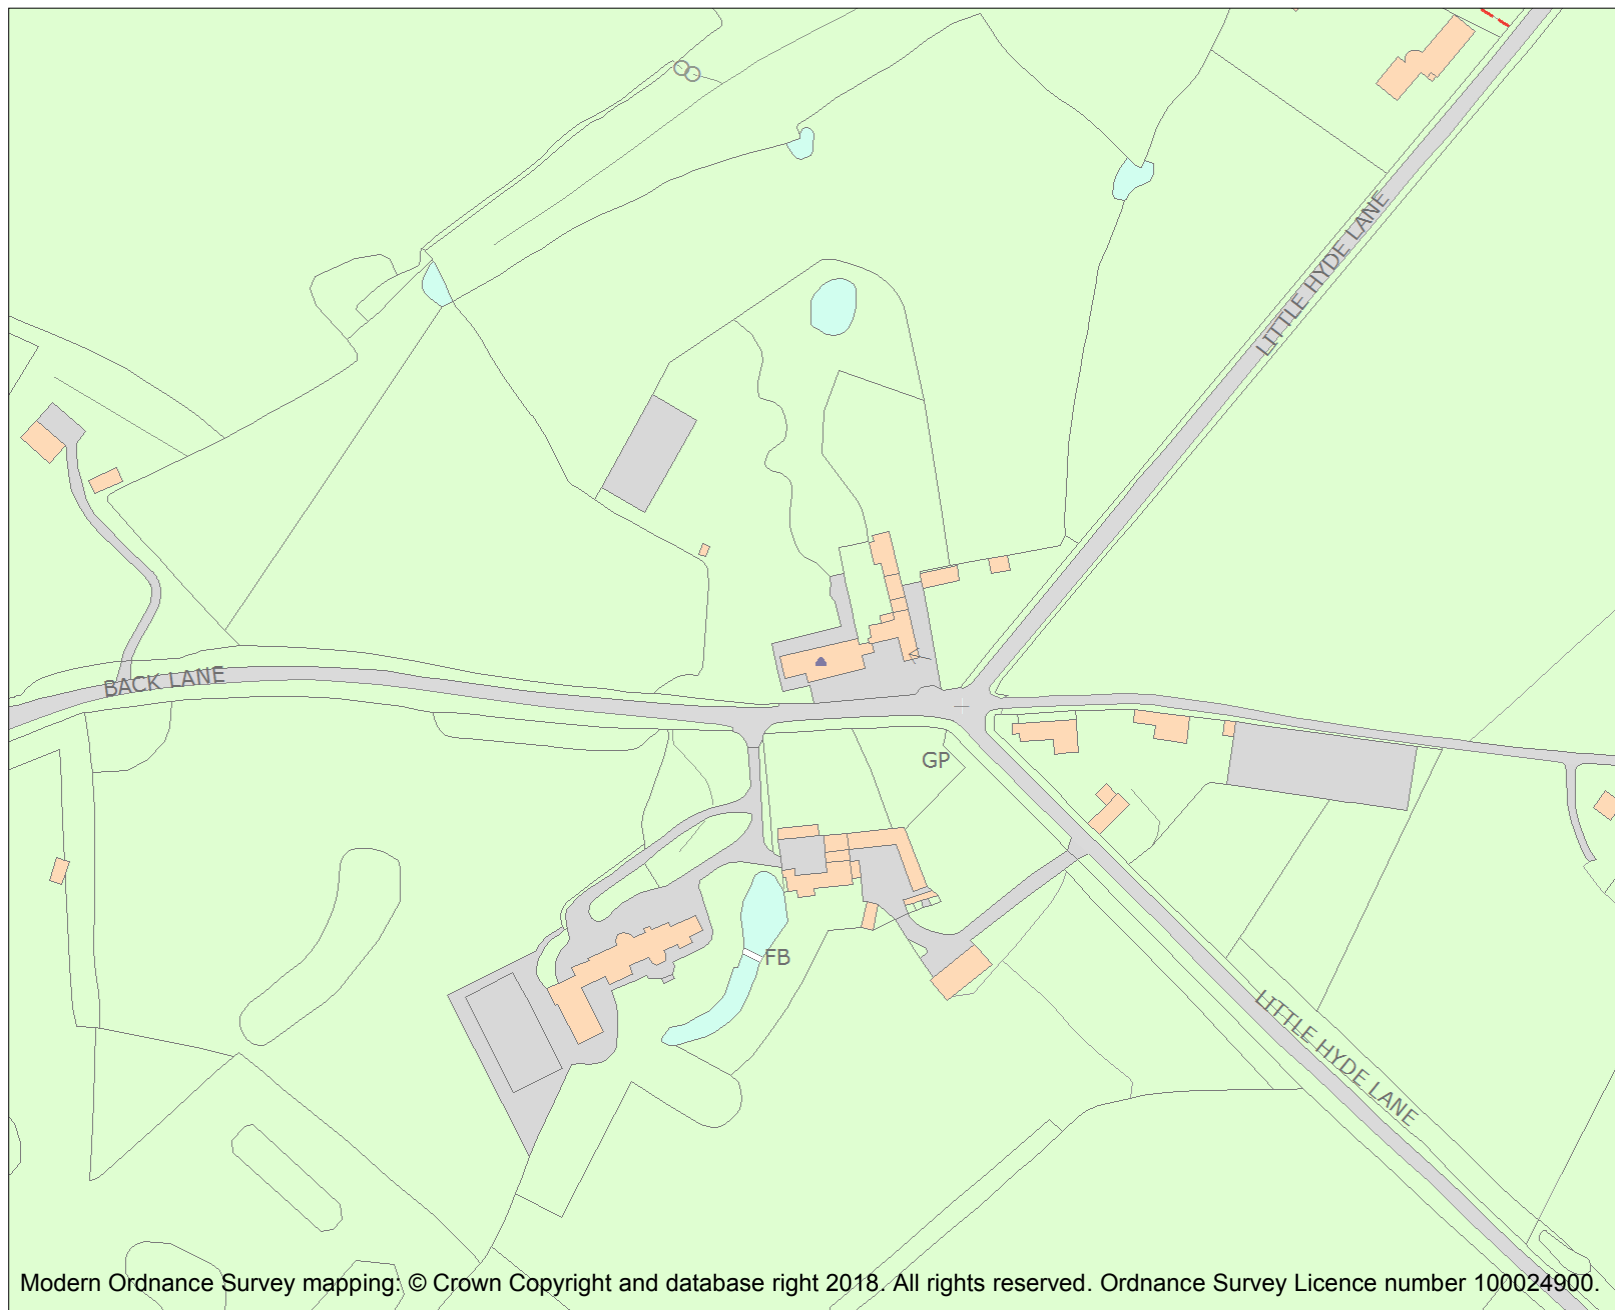 LITTLE HYDE LANE
BACK LANE
GP
FB
LITTLE HYDE LANE
Modern Ordnance Survey mapping: © Crown Copyright and database right 2018. All rights reserved. Ordnance Survey Licence number 100024900.